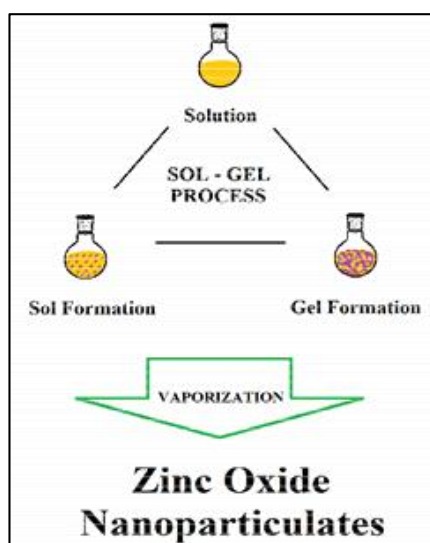 Solution
SOL - GEL
PROCESS
Sol Formation
Gel Formation
VAPORIZATION
Zinc Oxide
Nanoparticulates